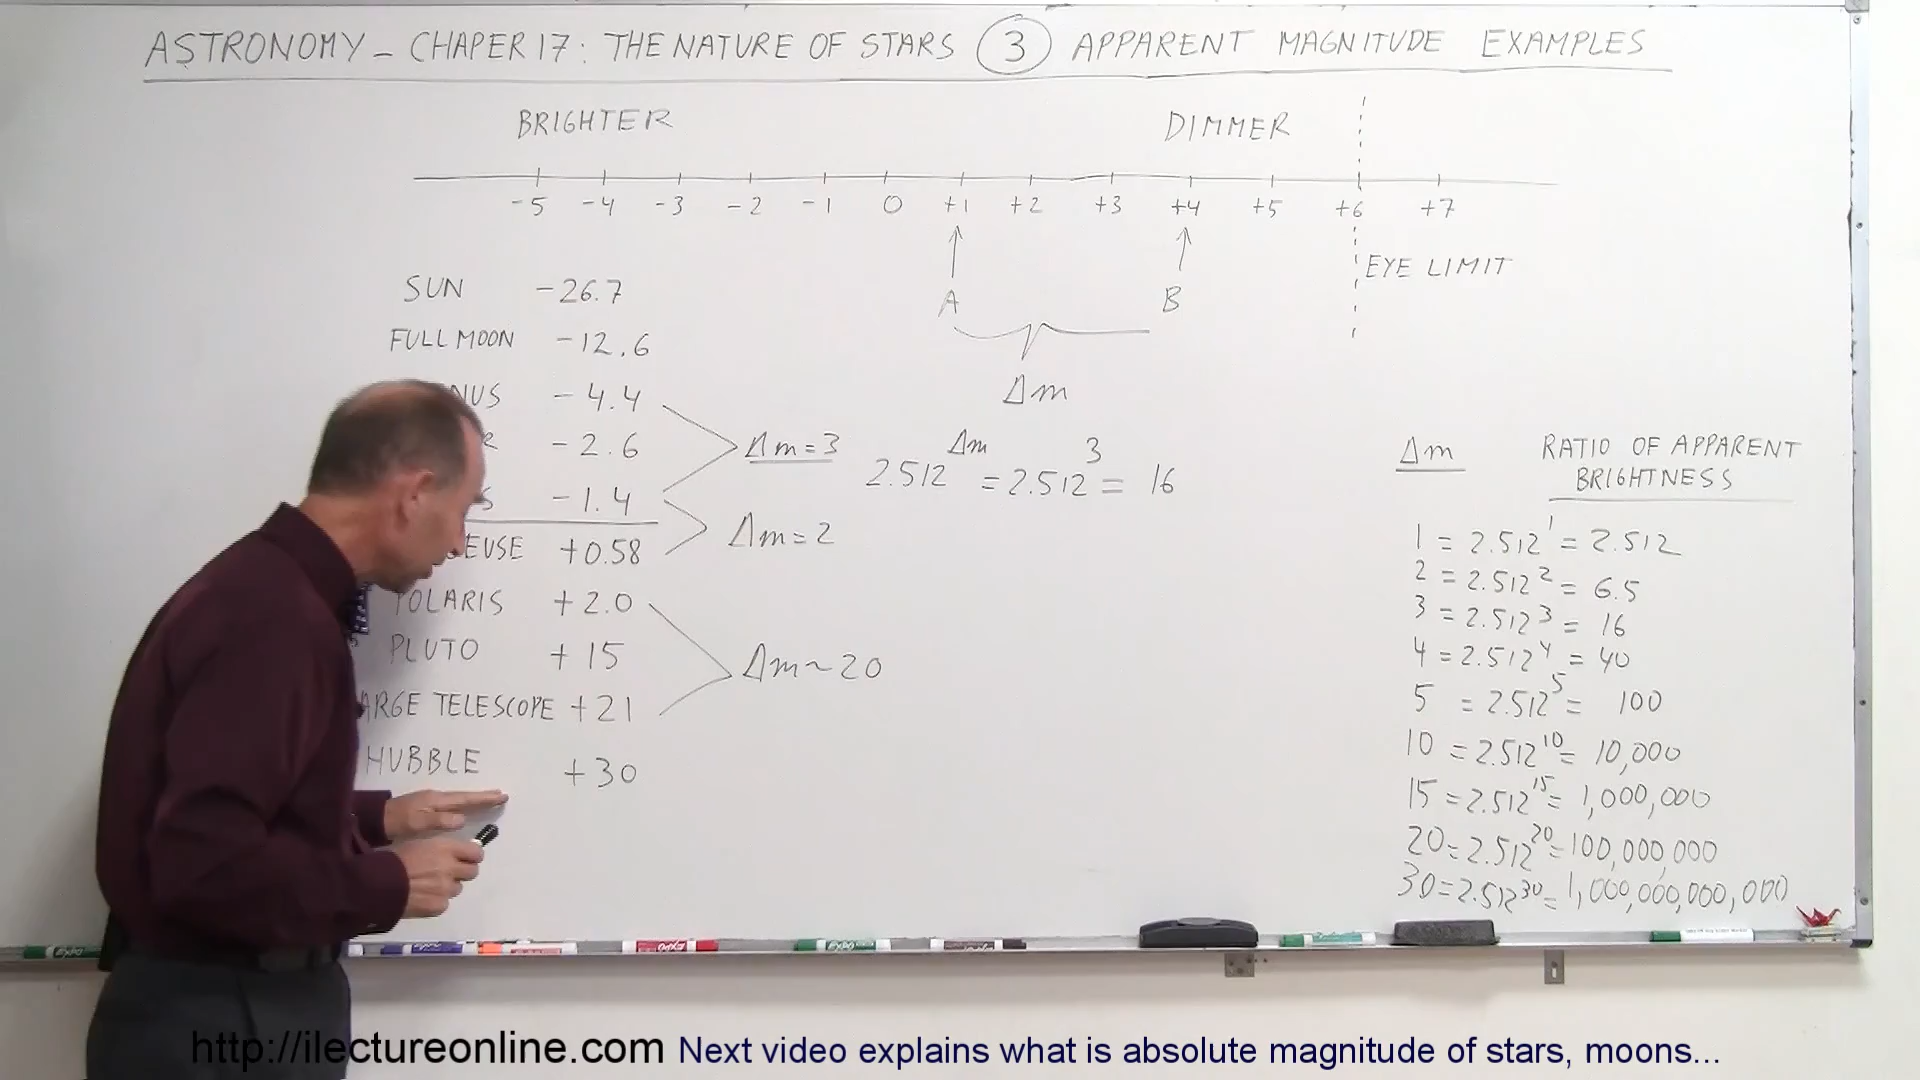 ASTRONOMY - CHAPER 17: THE NATURE OF STARS 3 APPARENT MAGNITUDE EXAMPLES
BRIGHTER DIMMER
-5 -4 -3 -2 -1 0 +1 +2 +3 +4 +5 +6 +7
EYE LIMIT
A B
Δm
SUN -26.7
FULL MOON -12.6
NUS -4.4
R -2.6
S -1.4
EUSE +0.58
POLARIS +2.0
PLUTO +15
ARGE TELESCOPE +21
HUBBLE +30
Δm = 3
Δm = 2
Δm ~ 20
2.512^Δm = 2.512^3 = 16
Δm RATIO OF APPARENT
BRIGHTNESS
1 = 2.512^1 = 2.512
2 = 2.512^2 = 6.5
3 = 2.512^3 = 16
4 = 2.512^4 = 40
5 = 2.512^5 = 100
10 = 2.512^10 = 10,000
15 = 2.512^15 = 1,000,000
20 = 2.512^20 = 100,000,000
30 = 2.512^30 = 1,000,000,000,000
http://ilectureonline.com Next video explains what is absolute magnitude of stars, moons...